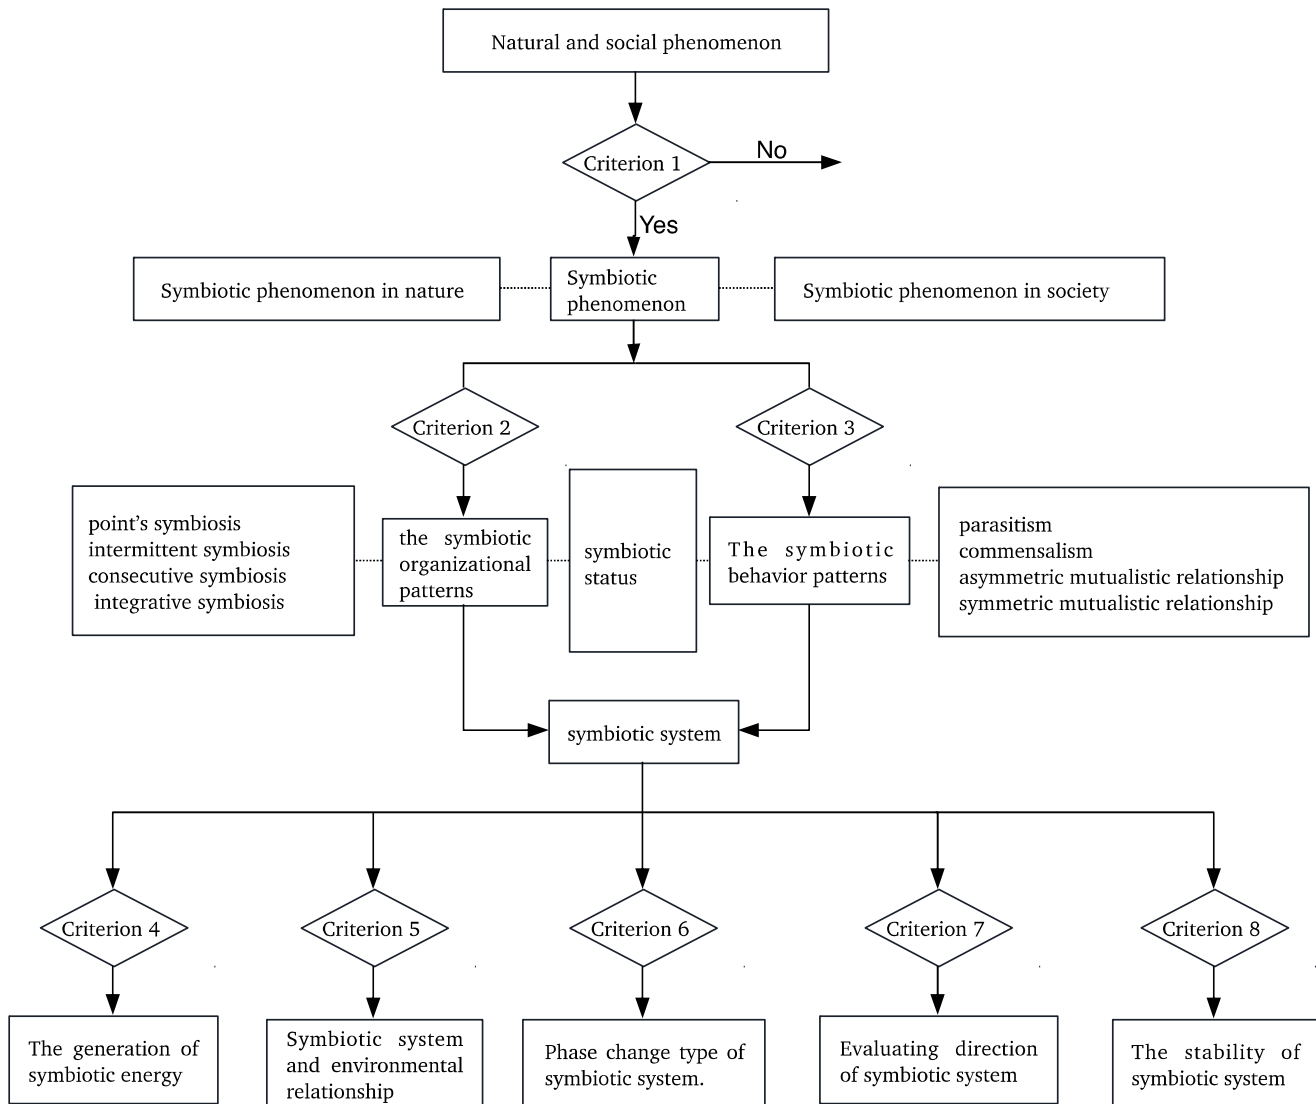 Natural and social phenomenon
Criterion 1
No
Yes
Symbiotic phenomenon in nature
Symbiotic
phenomenon
Symbiotic phenomenon in society
Criterion 2
Criterion 3
point's symbiosis
intermittent symbiosis
consecutive symbiosis
integrative symbiosis
the symbiotic
organizational
patterns
symbiotic
status
The symbiotic
behavior patterns
parasitism
commensalism
asymmetric mutualistic relationship
symmetric mutualistic relationship
symbiotic system
Criterion 4
Criterion 5
Criterion 6
Criterion 7
Criterion 8
The generation of
symbiotic energy
Symbiotic system
and environmental
relationship
Phase change type of
symbiotic system.
Evaluating direction
of symbiotic system
The stability of
symbiotic system